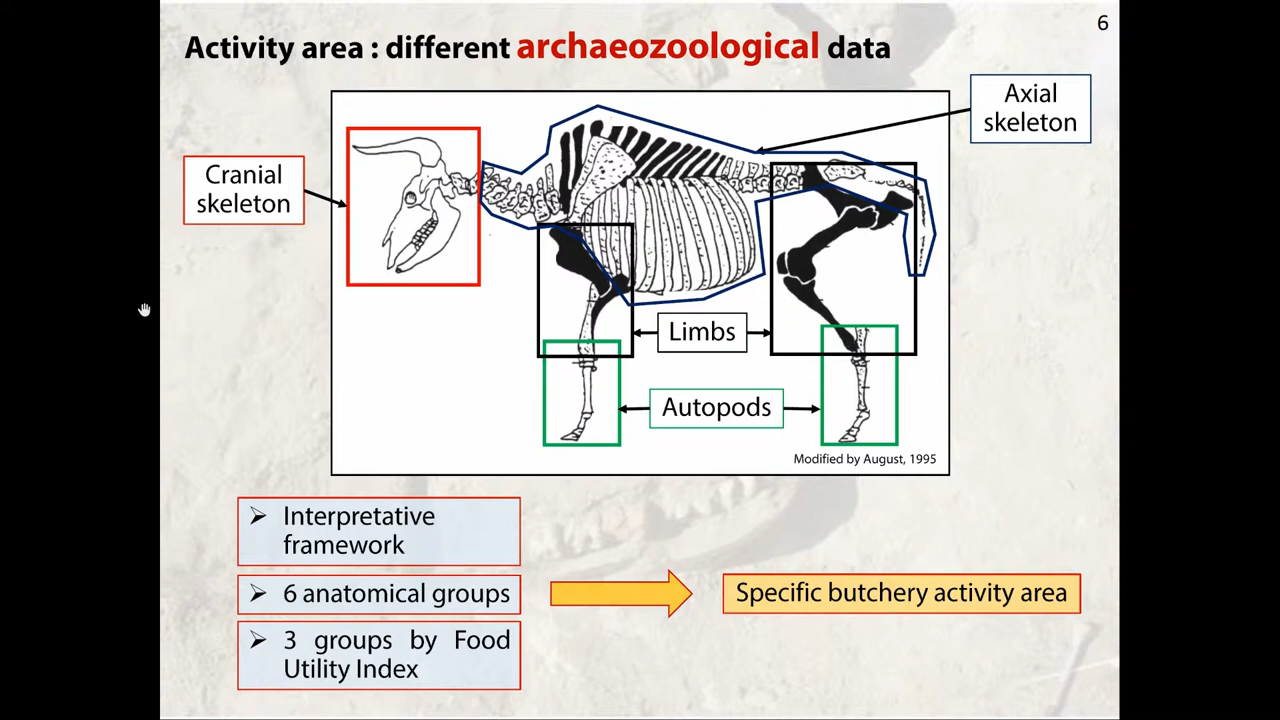 6
Activity area : different archaeozoological data
Axial
skeleton
Cranial
skeleton
Limbs
Autopods
Modified by August, 1995
➢ Interpretative
framework
➢ 6 anatomical groups
➢ 3 groups by Food
Utility Index
Specific butchery activity area